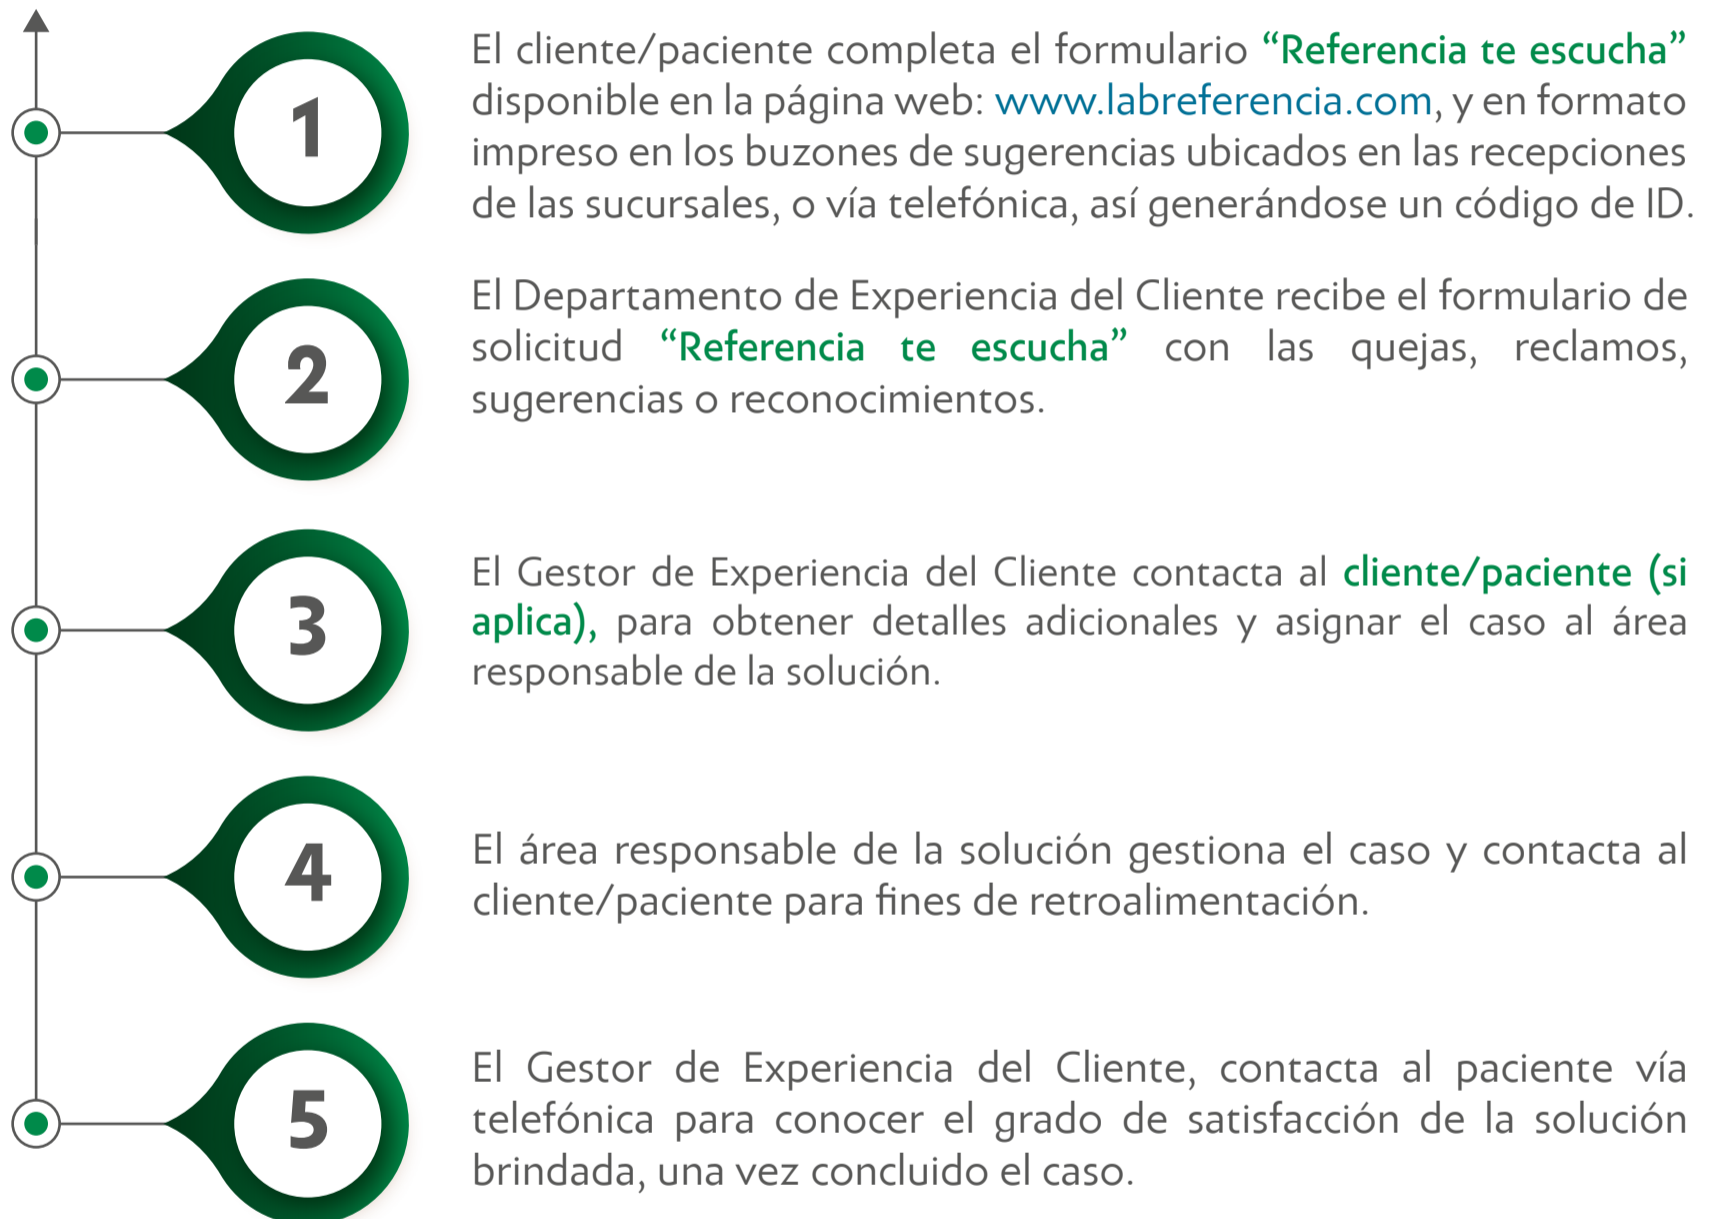 1
El cliente/paciente completa el formulario “Referencia te escucha”
disponible en la página web: www.labreferencia.com, y en formato
impreso en los buzones de sugerencias ubicados en las recepciones
de las sucursales, o vía telefónica, así generándose un código de ID.
2
El Departamento de Experiencia del Cliente recibe el formulario de
solicitud “Referencia te escucha” con las quejas, reclamos,
sugerencias o reconocimientos.
3
El Gestor de Experiencia del Cliente contacta al cliente/paciente (si
aplica), para obtener detalles adicionales y asignar el caso al área
responsable de la solución.
4
El área responsable de la solución gestiona el caso y contacta al
cliente/paciente para fines de retroalimentación.
5
El Gestor de Experiencia del Cliente, contacta al paciente vía
telefónica para conocer el grado de satisfacción de la solución
brindada, una vez concluido el caso.